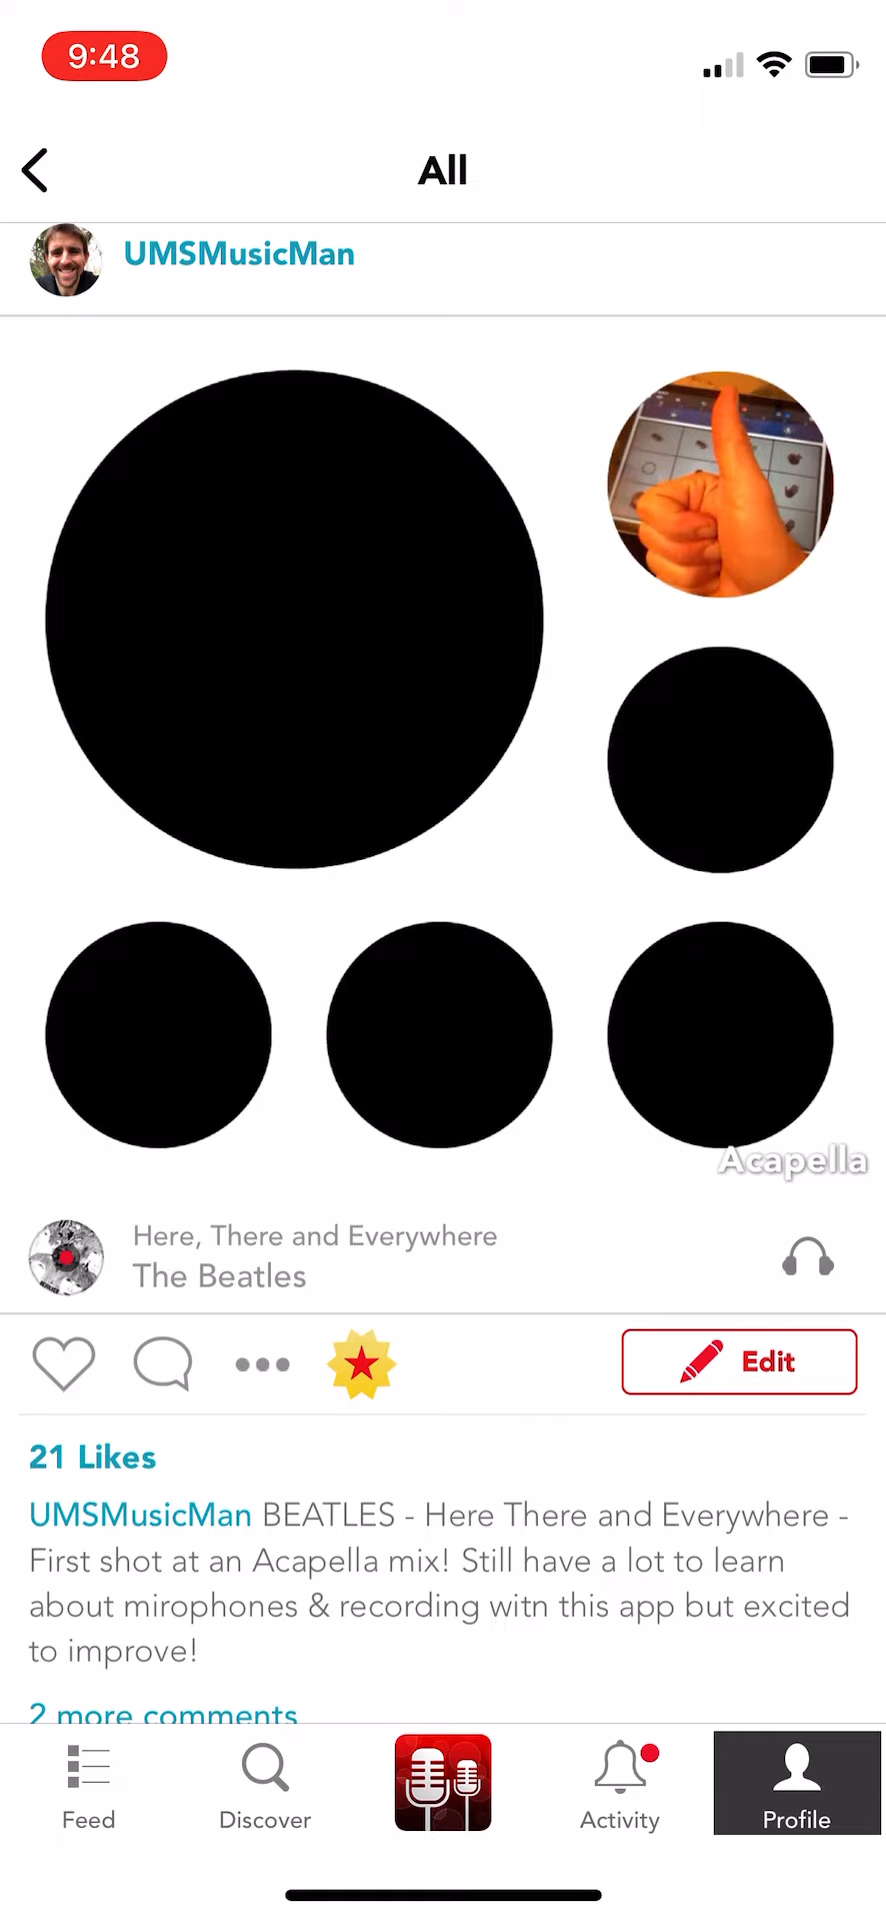 9:48
All
UMSMusicMan
Acapella
Here, There and Everywhere
The Beatles
Edit
21 Likes
UMSMusicMan BEATLES - Here There and Everywhere -
First shot at an Acapella mix! Still have a lot to learn
about mirophones & recording witn this app but excited
to improve!
2 more comments
Feed
Discover
Activity
Profile